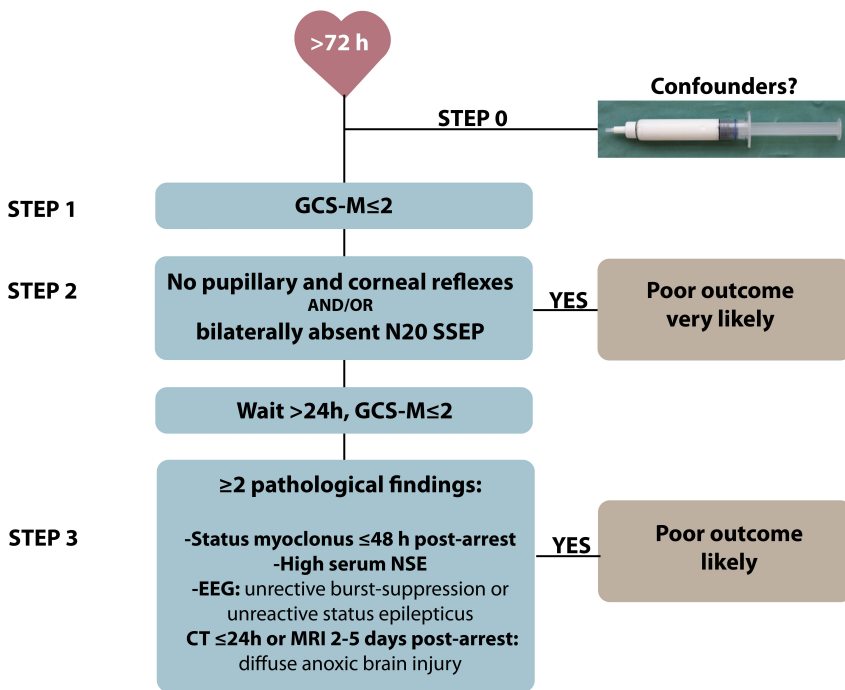 >72 h
Confounders?
STEP 0
STEP 1
GCS-M≤2
STEP 2
No pupillary and corneal reflexes
AND/OR
bilaterally absent N20 SSEP
YES
Poor outcome
very likely
Wait >24h, GCS-M≤2
STEP 3
≥2 pathological findings:
-Status myoclonus ≤48 h post-arrest
-High serum NSE
-EEG: unrective burst-suppression or
unreactive status epilepticus
CT ≤24h or MRI 2-5 days post-arrest:
diffuse anoxic brain injury
YES
Poor outcome
likely